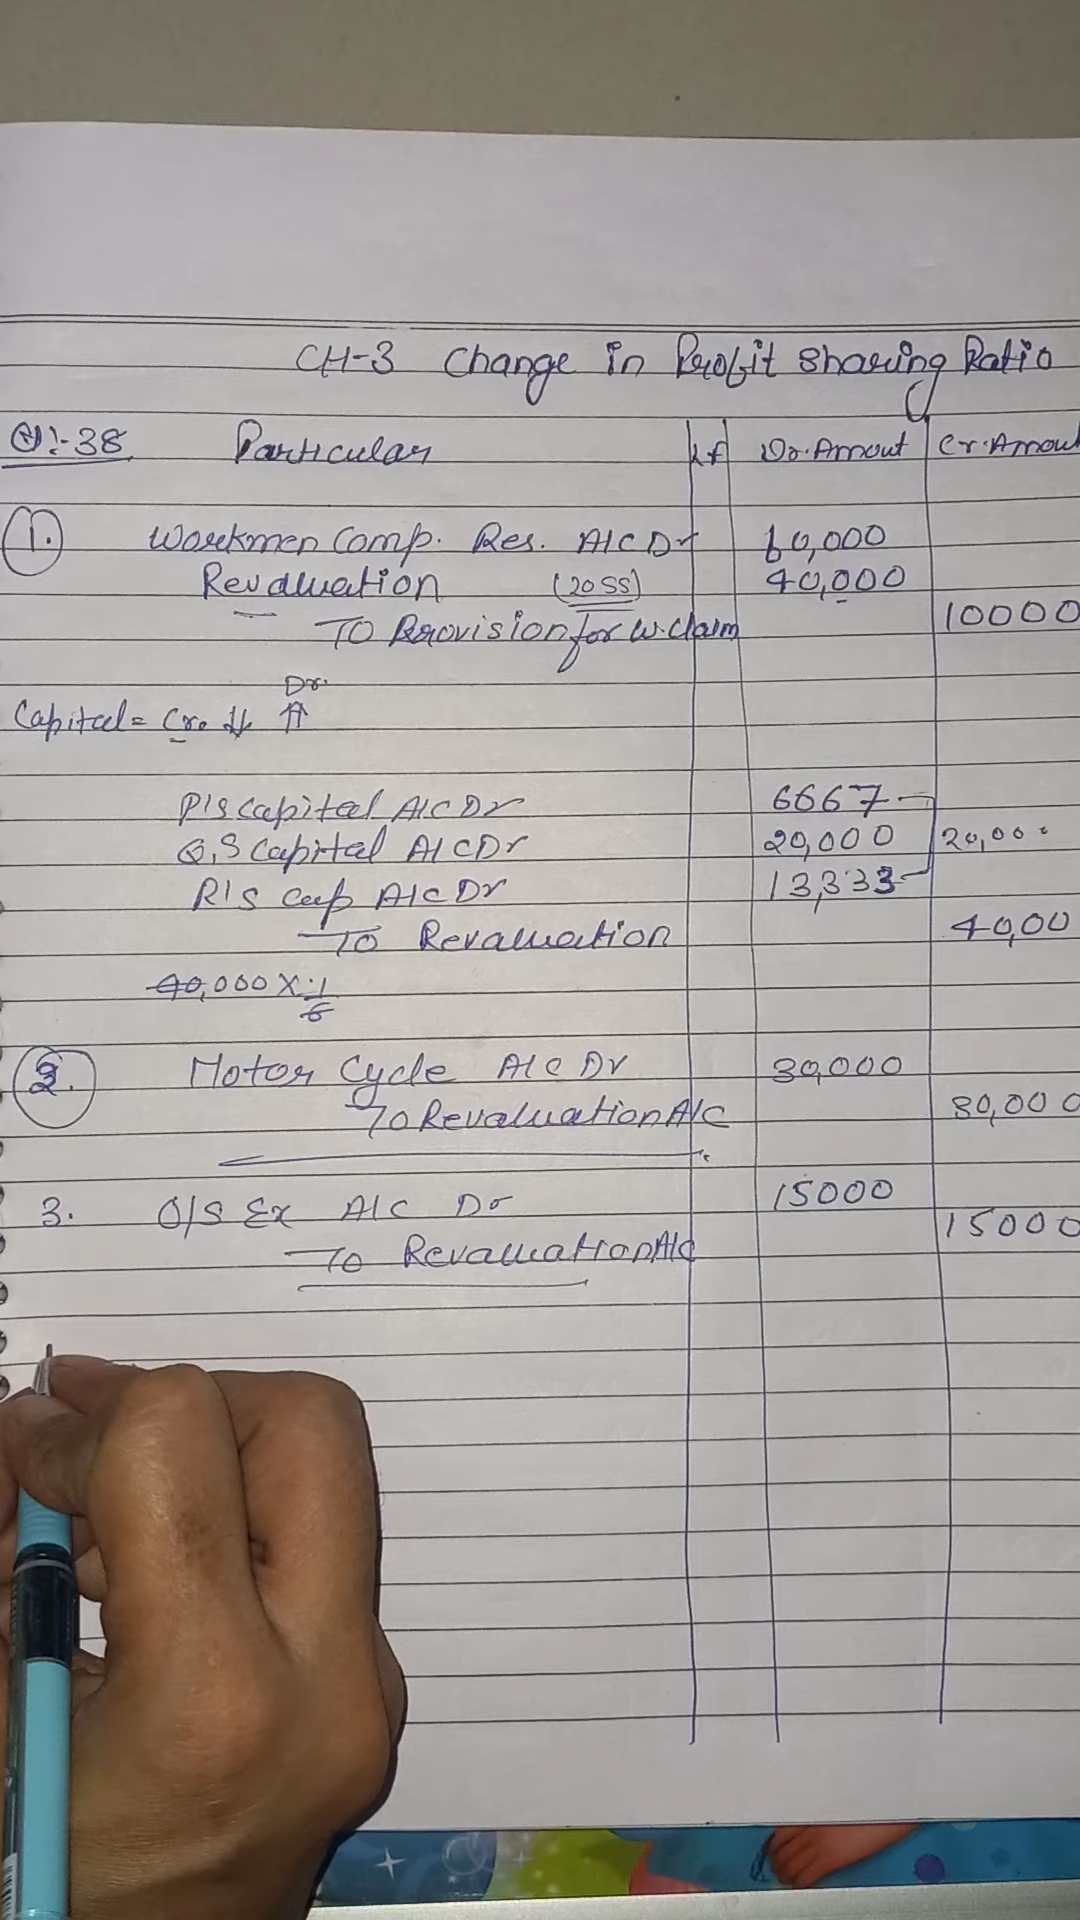 CH-3 Change in Profit Sharing Ratio
Q:-38 Particular Lf Dr. Amout Cr. Amou
1. Workmen Comp. Res. A/C Dr 60,000
Revaluation (20SS) 40,000
To Provision for W. Claim 10000
Dr.
Capital = Cr. ↓ ↑
P's Capital A/C Dr 6667
Q,S Capital A/C Dr 20,000 20,000
R'S Cap A/C Dr 13,333
To Revaluation 40,00
40,000 X 1/6
2. Motor Cycle A/C Dr 30,000
To Revaluation A/C 30,000
3. O/S Ex A/C Dr 15000
To Revaluation A/C 15000